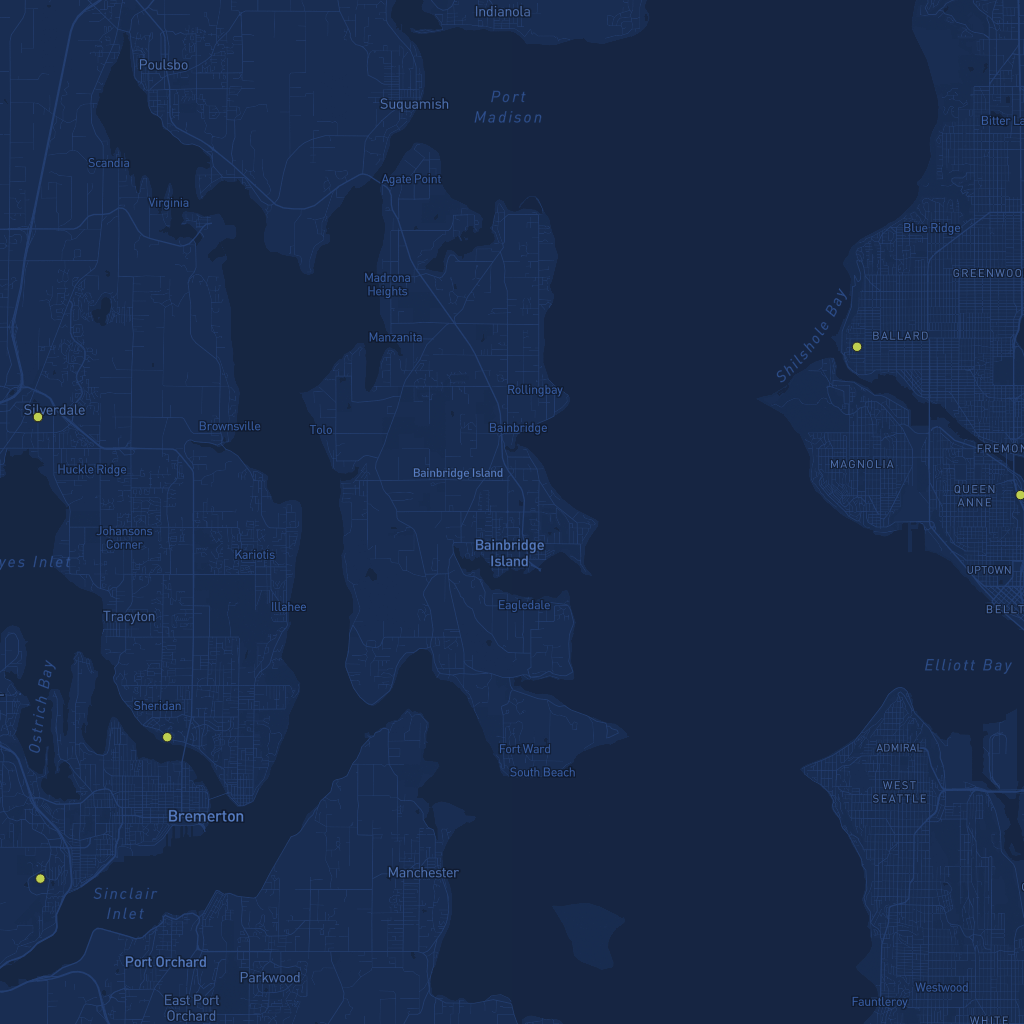 Indianola
Poulsbo
Port
Madison
Suquamish
Scandia
Agate Point
Virginia
Blue Ridge
Madrona
Heights
Manzanita
Shilshole Bay
BALLARD
Rollingbay
Silverdale
Brownsville
Tolo
Bainbridge
Huckle Ridge
Bainbridge Island
MAGNOLIA
QUEEN
ANNE
Johansons
Corner
Kariotis
Bainbridge
Island
yes Inlet
UPTOWN
Illahee
Eagledale
BELLT
Tracyton
Elliott Bay
Ostrich Bay
Sheridan
Fort Ward
South Beach
ADMIRAL
WEST
SEATTLE
Bremerton
Manchester
Sinclair
Inlet
Port Orchard
Parkwood
East Port
Orchard
Westwood
Fauntleroy
WHITE
Bitter La
GREENWOO
FREMON